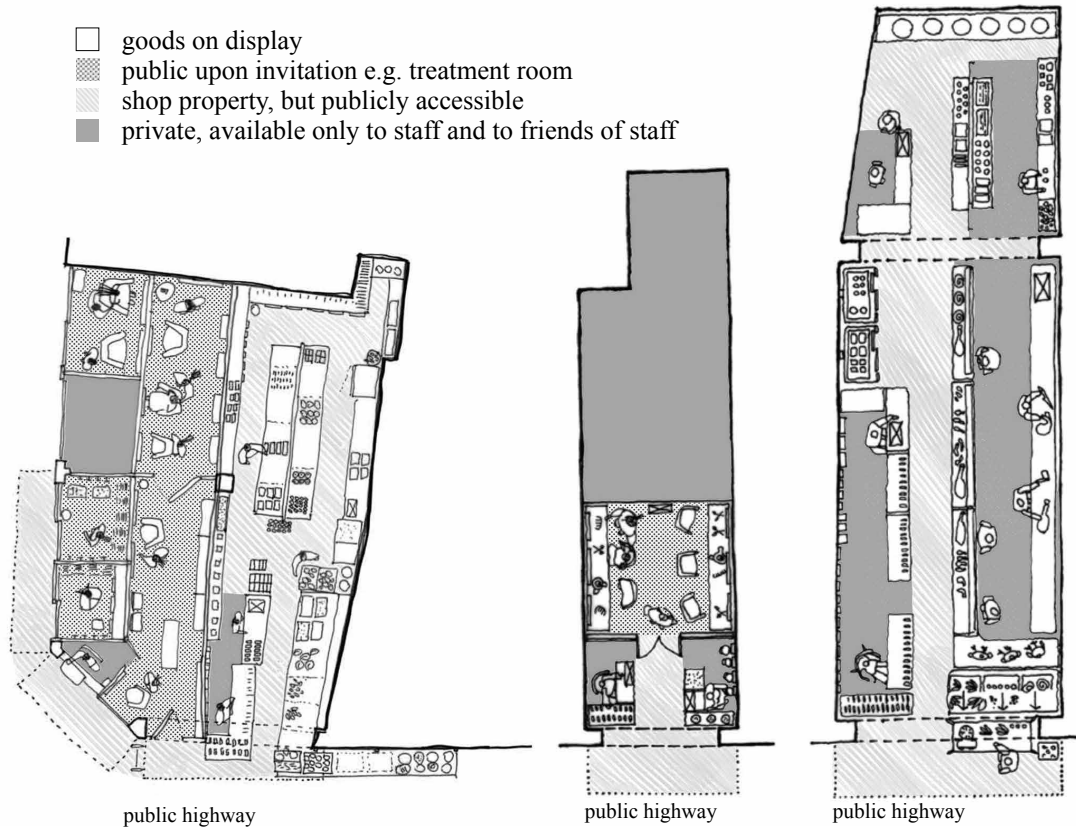 goods on display
public upon invitation e.g. treatment room
shop property, but publicly accessible
private, available only to staff and to friends of staff
public highway
public highway
public highway